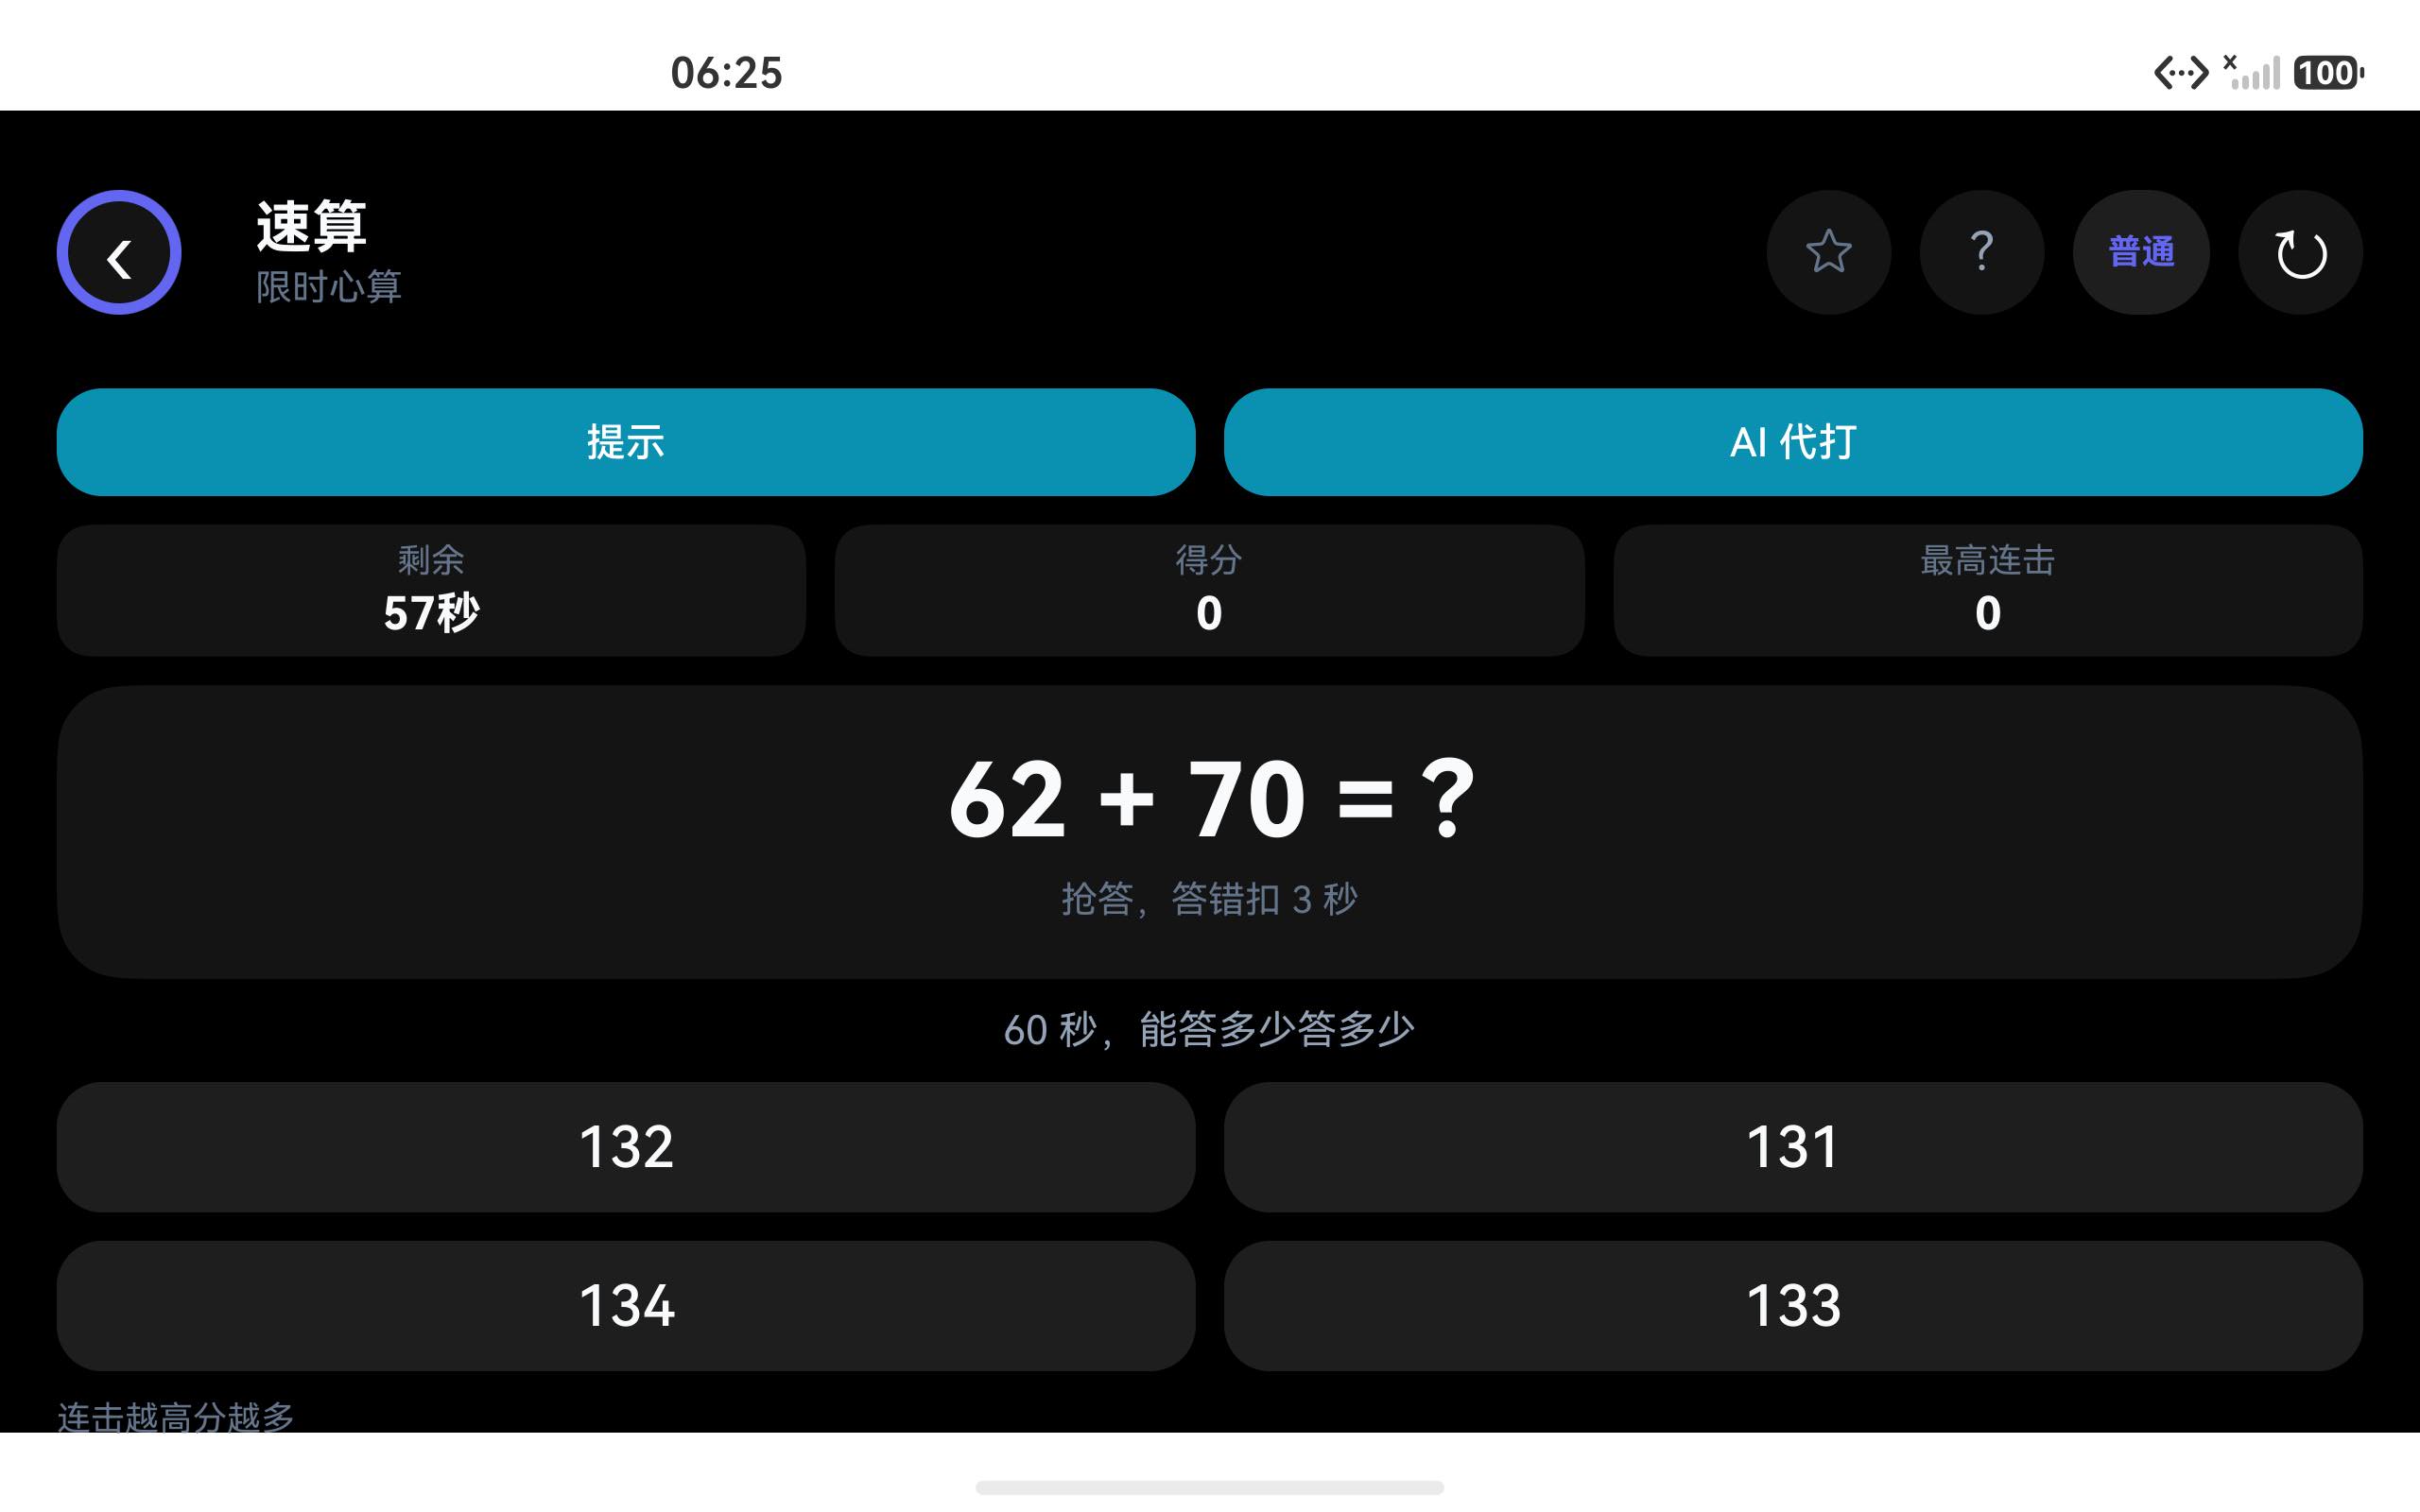 06:25
100
速算
限时心算
?
普通
提示
AI 代打
剩余
57秒
得分
0
最高连击
0
62 + 70 = ?
抢答，答错扣 3 秒
60 秒，能答多少答多少
132
131
134
133
连击越高分越多